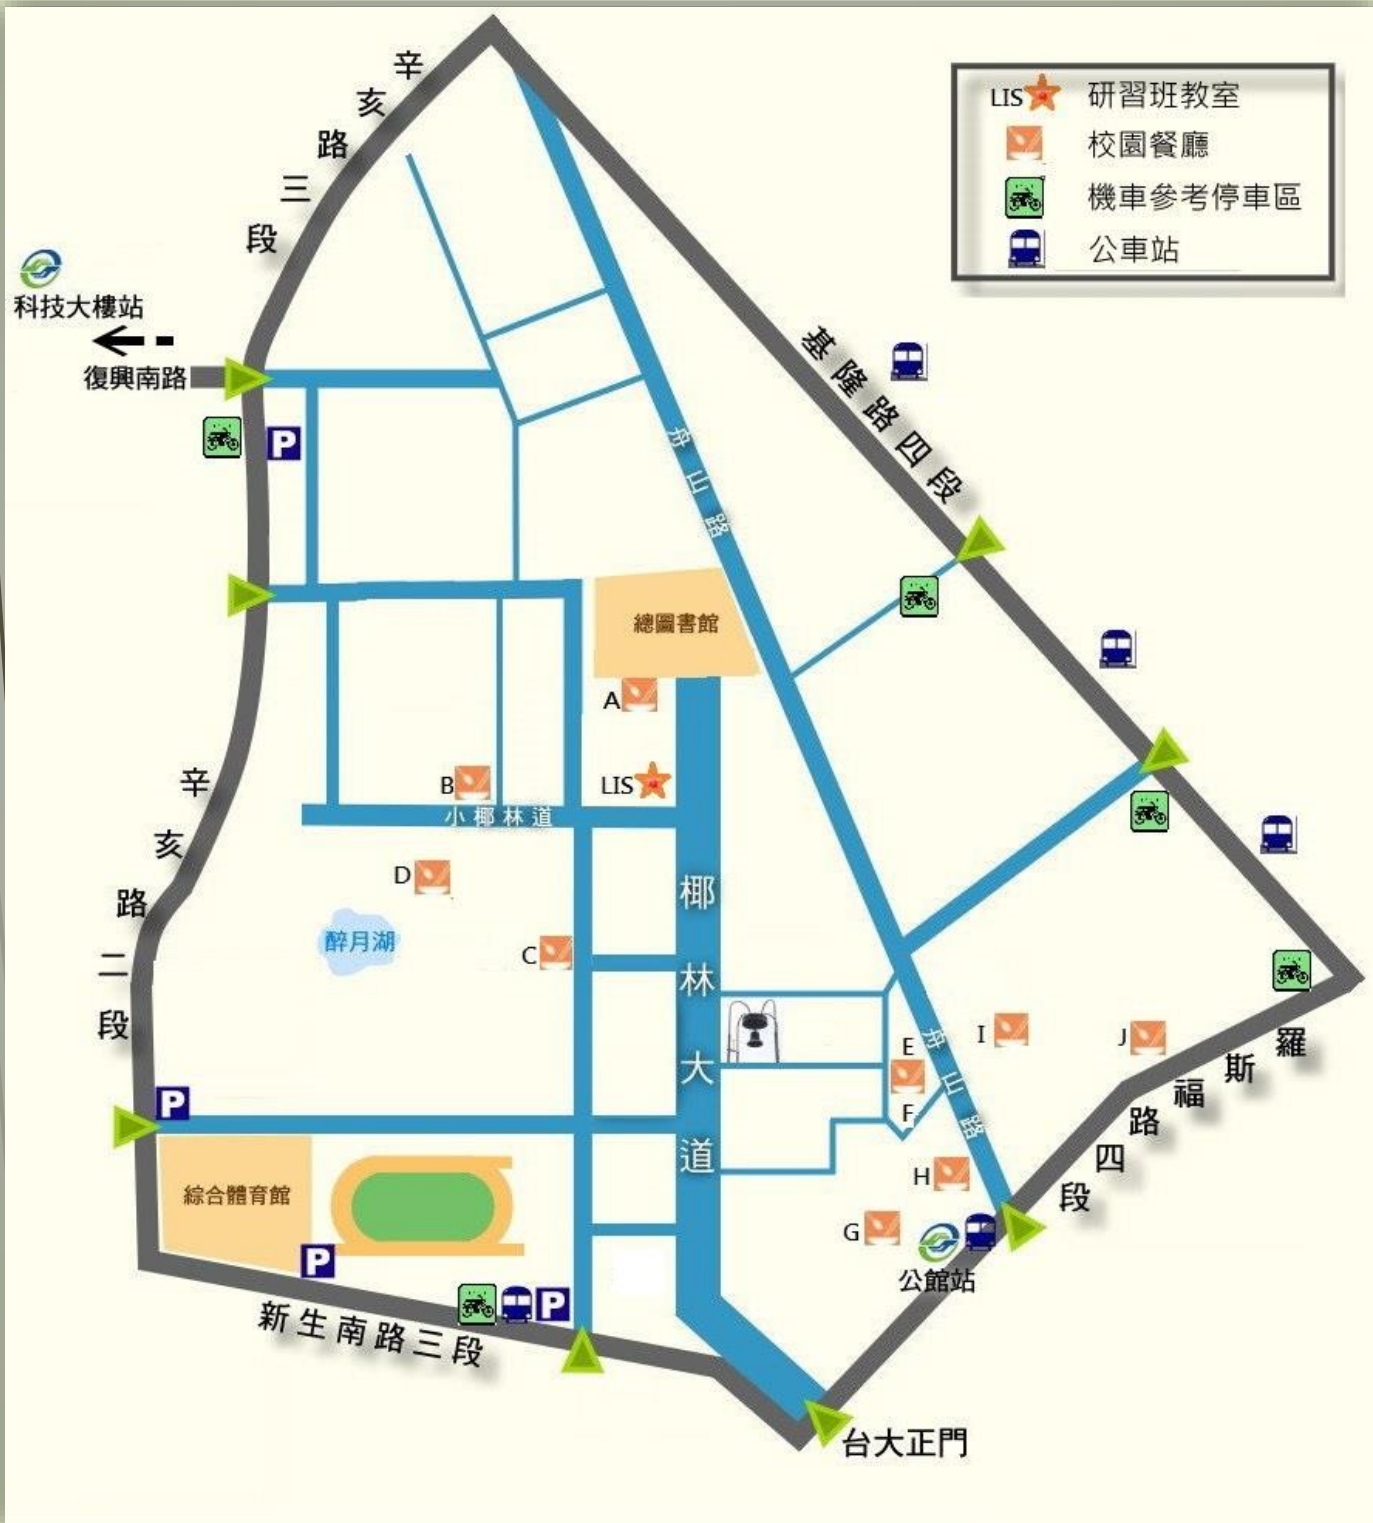 辛亥路三段
LIS 研習班教室
校園餐廳
機車參考停車區
公車站
科技大樓站
復興南路
P
基隆路四段
舟山路
總圖書館
A
B
LIS
小椰林道
辛亥路二段
D
醉月湖
C
椰林大道
E
F
舟山路
I
J
羅斯福路四段
P
綜合體育館
P
H
G
公館站
P
新生南路三段
台大正門